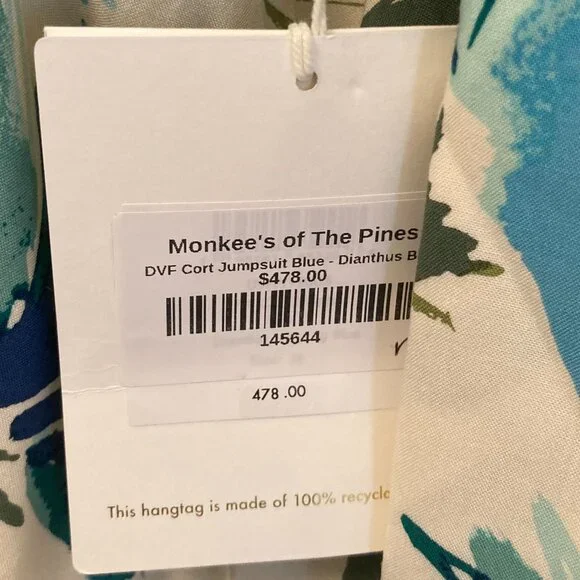 Monkee's of The Pines
DVF Cort Jumpsuit Blue - Dianthus B
$478.00
145644
478 .00
This hangtag is made of 100%